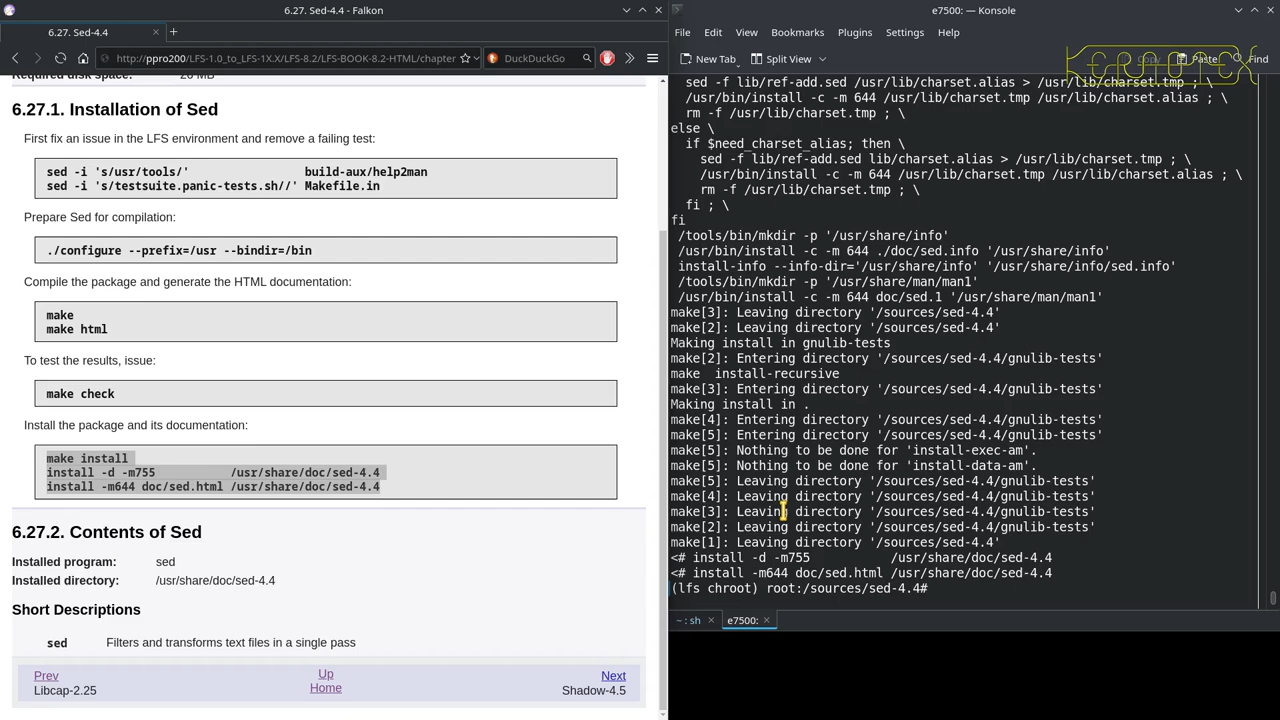 6.27. Sed-4.4 - Falkon
6.27. Sed-4.4
http://ppro200/LFS-1.0_to_LFS-1X.X/LFS-8.2/LFS-BOOK-8.2-HTML/chapter
DuckDuckGo
Required disk space: 26 MB
6.27.1. Installation of Sed
First fix an issue in the LFS environment and remove a failing test:
sed -i 's/usr/tools/' build-aux/help2man
sed -i 's/testsuite.panic-tests.sh//' Makefile.in
Prepare Sed for compilation:
./configure --prefix=/usr --bindir=/bin
Compile the package and generate the HTML documentation:
make
make html
To test the results, issue:
make check
Install the package and its documentation:
make install
install -d -m755 /usr/share/doc/sed-4.4
install -m644 doc/sed.html /usr/share/doc/sed-4.4
6.27.2. Contents of Sed
Installed program: sed
Installed directory: /usr/share/doc/sed-4.4
Short Descriptions
sed Filters and transforms text files in a single pass
Prev Up Next
Libcap-2.25 Home Shadow-4.5
e7500: — Konsole
File Edit View Bookmarks Plugins Settings Help
New Tab Split View Copy Paste Find
sed -f lib/ref-add.sed /usr/lib/charset.alias > /usr/lib/charset.tmp ; \
/usr/bin/install -c -m 644 /usr/lib/charset.tmp /usr/lib/charset.alias ; \
rm -f /usr/lib/charset.tmp ; \
else \
if $need_charset_alias; then \
sed -f lib/ref-add.sed lib/charset.alias > /usr/lib/charset.tmp ; \
/usr/bin/install -c -m 644 /usr/lib/charset.tmp /usr/lib/charset.alias ; \
rm -f /usr/lib/charset.tmp ; \
fi ; \
fi
/tools/bin/mkdir -p '/usr/share/info'
/usr/bin/install -c -m 644 ./doc/sed.info '/usr/share/info'
install-info --info-dir='/usr/share/info' '/usr/share/info/sed.info'
/tools/bin/mkdir -p '/usr/share/man/man1'
/usr/bin/install -c -m 644 doc/sed.1 '/usr/share/man/man1'
make[3]: Leaving directory '/sources/sed-4.4'
make[2]: Leaving directory '/sources/sed-4.4'
Making install in gnulib-tests
make[2]: Entering directory '/sources/sed-4.4/gnulib-tests'
make  install-recursive
make[3]: Entering directory '/sources/sed-4.4/gnulib-tests'
Making install in .
make[4]: Entering directory '/sources/sed-4.4/gnulib-tests'
make[5]: Entering directory '/sources/sed-4.4/gnulib-tests'
make[5]: Nothing to be done for 'install-exec-am'.
make[5]: Nothing to be done for 'install-data-am'.
make[5]: Leaving directory '/sources/sed-4.4/gnulib-tests'
make[4]: Leaving directory '/sources/sed-4.4/gnulib-tests'
make[3]: Leaving directory '/sources/sed-4.4/gnulib-tests'
make[2]: Leaving directory '/sources/sed-4.4/gnulib-tests'
make[1]: Leaving directory '/sources/sed-4.4'
<# install -d -m755 /usr/share/doc/sed-4.4
<# install -m644 doc/sed.html /usr/share/doc/sed-4.4
(lfs chroot) root:/sources/sed-4.4#
~ : sh e7500: